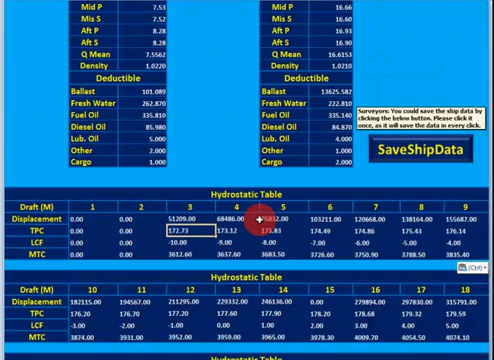 Mid P 7.53 Mid P 16.66
Mis S 7.52 Mis S 16.60
Aft P 8.28 Aft P 16.93
Aft S 8.28 Aft S 16.90
Q Mean 7.5562 Q Mean 16.6153
Density 1.0220 Density 1.0210
Deductible Deductible
Ballast 101.089 Ballast 13625.582
Fresh Water 262.870 Fresh Water 222.810
Fuel Oil 335.810 Fuel Oil 335.140
Diesel Oil 85.980 Diesel Oil 84.870
Lub. Oil 5.000 Lub. Oil 4.000
Other 2.000 Other 2.000
Cargo 1.000 Cargo 2.000
Surveyors: You could save the ship data by
clicking the below button. Please click it
once, as it will save the data in every click.
SaveShipData
Hydrostatic Table
Draft (M) 1 2 3 4 5 6 7 8 9
Displacement 0.00 0.00 51209.00 68486.00 832.00 103211.00 120668.00 138164.00 155687.00
TPC 0.00 0.00 172.73 173.12 173.83 174.49 174.86 175.43 176.14
LCF 0.00 0.00 -10.00 -9.00 -8.00 -7.00 -6.00 -5.00 -4.00
MTC 0.00 0.00 3612.60 3637.60 3683.50 3726.60 3750.90 3788.50 3835.40
(Ctrl)
Hydrostatic Table
Draft (M) 10 11 12 13 14 15 16 17 18
Displacement 182115.00 194567.00 211295.00 229332.00 246136.00 0.00 279894.00 297830.00 315791.00
TPC 176.20 176.70 177.20 177.60 177.90 178.20 178.68 179.32 179.59
LCF -3.00 -2.00 -1.00 0.00 1.00 2.00 3.00 4.00 5.00
MTC 3874.00 3931.00 3952.00 3959.00 3965.00 3978.30 4009.70 4054.50 4074.10
Hydrostatic Table